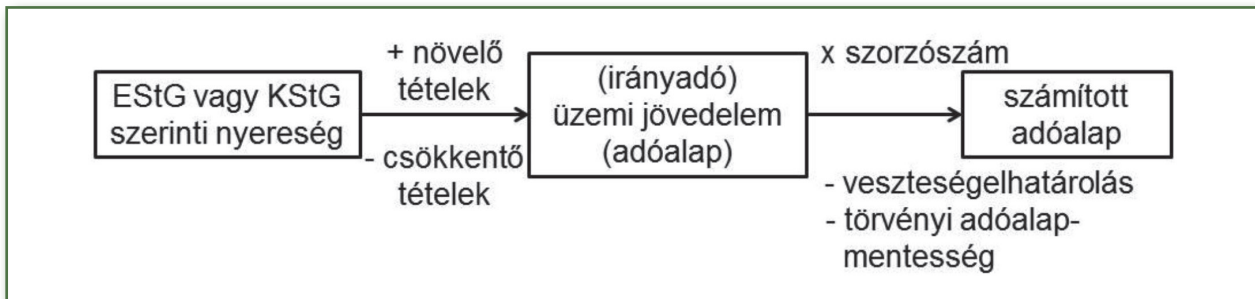 EStG vagy KStG
szerinti nyereség
+ növelő
tételek
- csökkentő
tételek
(irányadó)
üzemi jövedelem
(adóalap)
x szorzószám
- veszteségelhatárolás
- törvényi adóalap-
mentesség
számított
adóalap